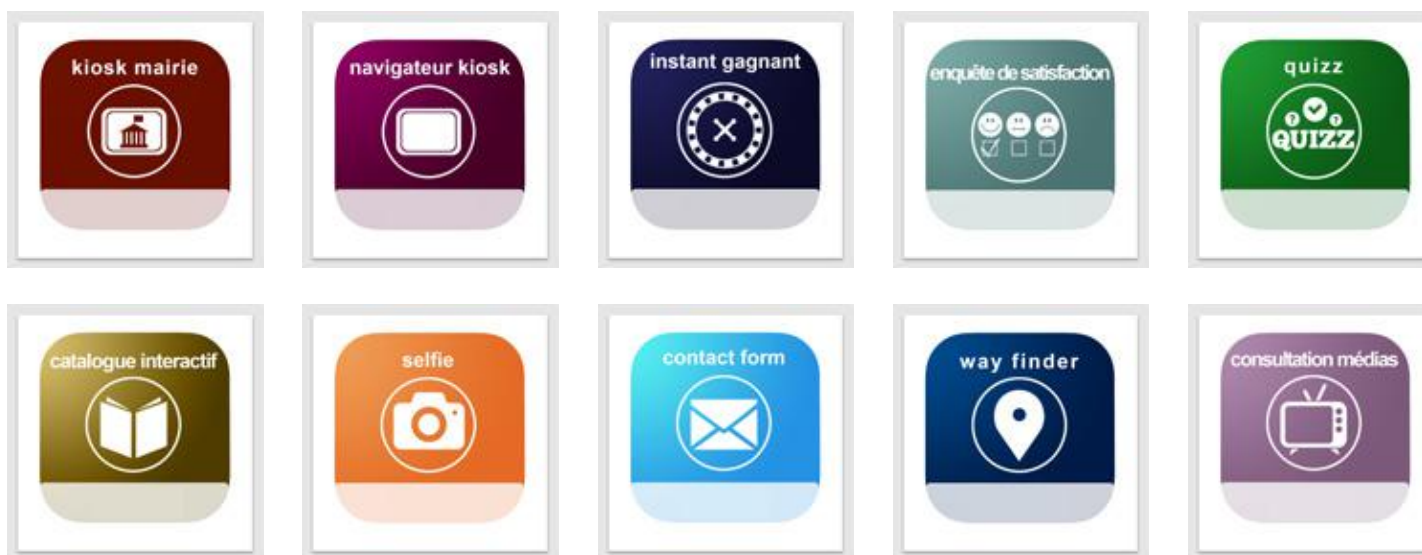 kiosk mairie
navigateur kiosk
instant gagnant
enquête de satisfaction
quizz
? ?
QUIZZ
catalogue interactif
selfie
contact form
way finder
consultation médias